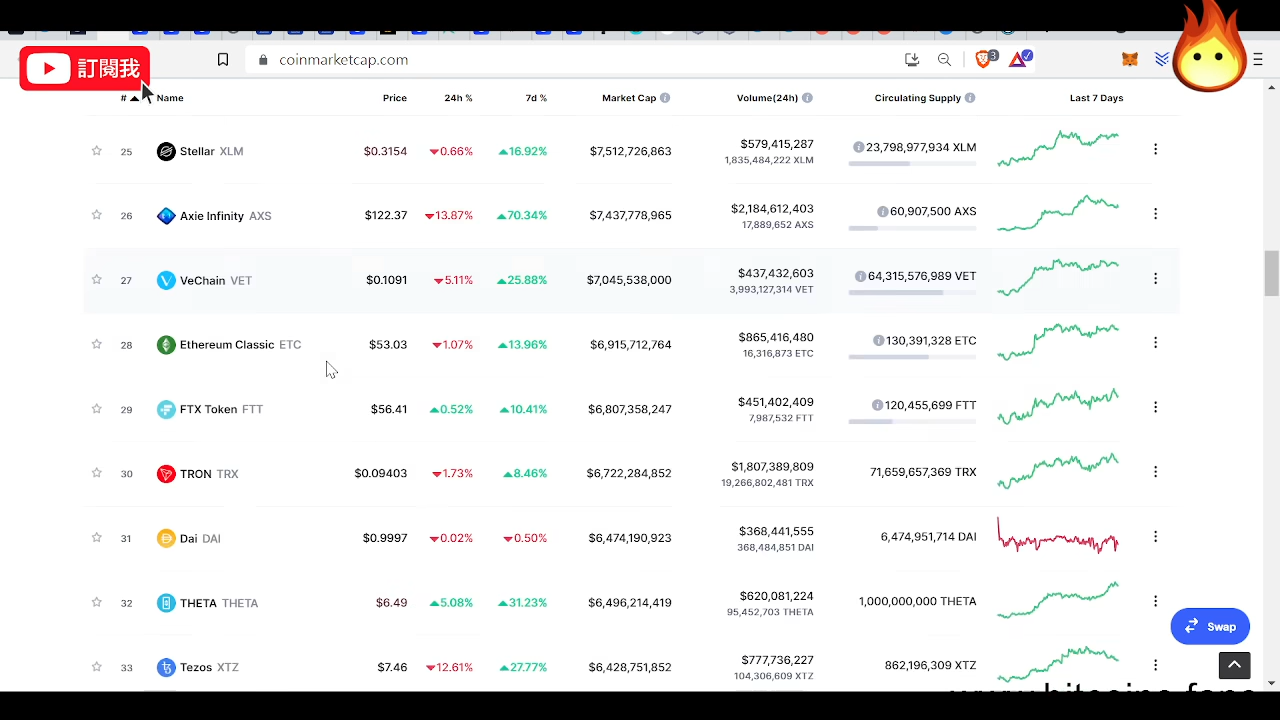 訂閱我
coinmarketcap.com
3
# Name Price 24h % 7d % Market Cap Volume(24h) Circulating Supply Last 7 Days
25 Stellar XLM $0.3154 0.66% 16.92% $7,512,726,863 $579,415,287 23,798,977,934 XLM
1,835,484,222 XLM
26 Axie Infinity AXS $122.37 13.87% 70.34% $7,437,778,965 $2,184,612,403 60,907,500 AXS
17,889,652 AXS
27 VeChain VET $0.1091 5.11% 25.88% $7,045,538,000 $437,432,603 64,315,576,989 VET
3,993,127,314 VET
28 Ethereum Classic ETC $53.03 1.07% 13.96% $6,915,712,764 $865,416,480 130,391,328 ETC
16,316,873 ETC
29 FTX Token FTT $56.41 0.52% 10.41% $6,807,358,247 $451,402,409 120,455,699 FTT
7,987,532 FTT
30 TRON TRX $0.09403 1.73% 8.46% $6,722,284,852 $1,807,389,809 71,659,657,369 TRX
19,266,802,481 TRX
31 Dai DAI $0.9997 0.02% 0.50% $6,474,190,923 $368,441,555 6,474,951,714 DAI
368,484,851 DAI
32 THETA THETA $6.49 5.08% 31.23% $6,496,214,419 $620,081,224 1,000,000,000 THETA
95,452,703 THETA
Swap
33 Tezos XTZ $7.46 12.61% 27.77% $6,428,751,852 $777,736,227 862,196,309 XTZ
104,306,609 XTZ